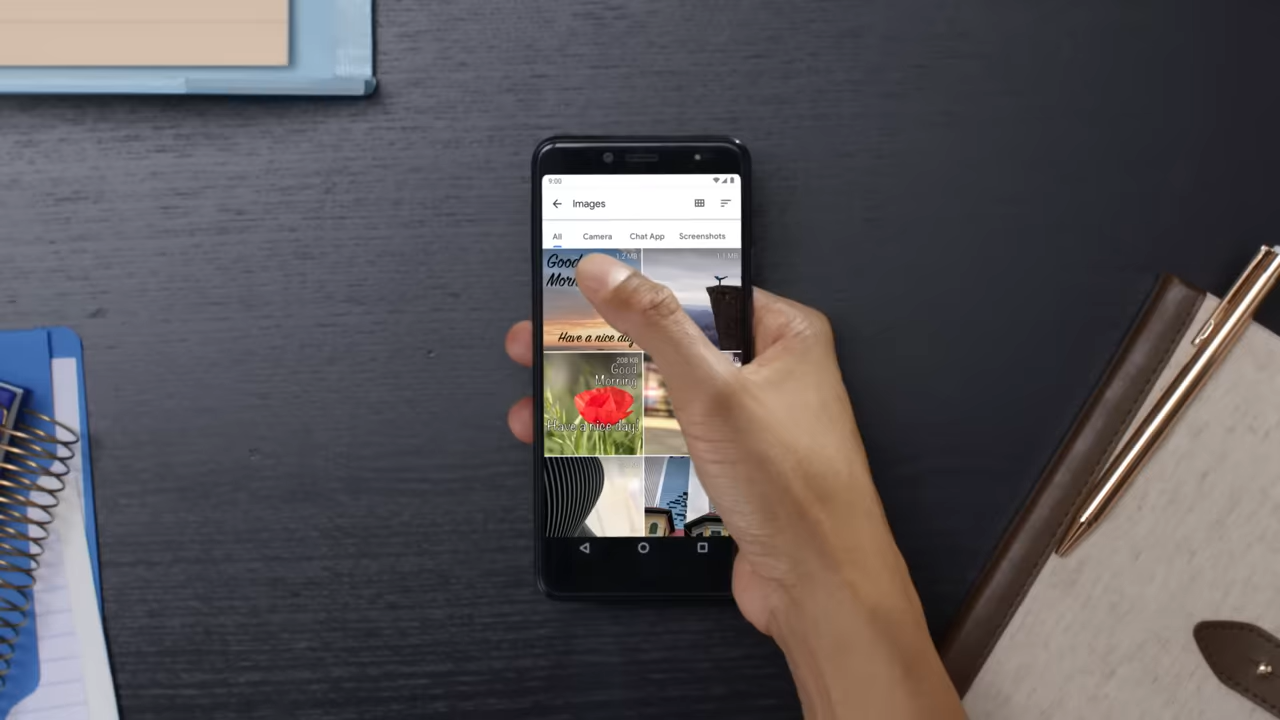 9:00
Images
All Camera Chat App Screenshots
1.2 MB
Good
Have a nice day
208 KB
Good
Morning
Have a nice day!